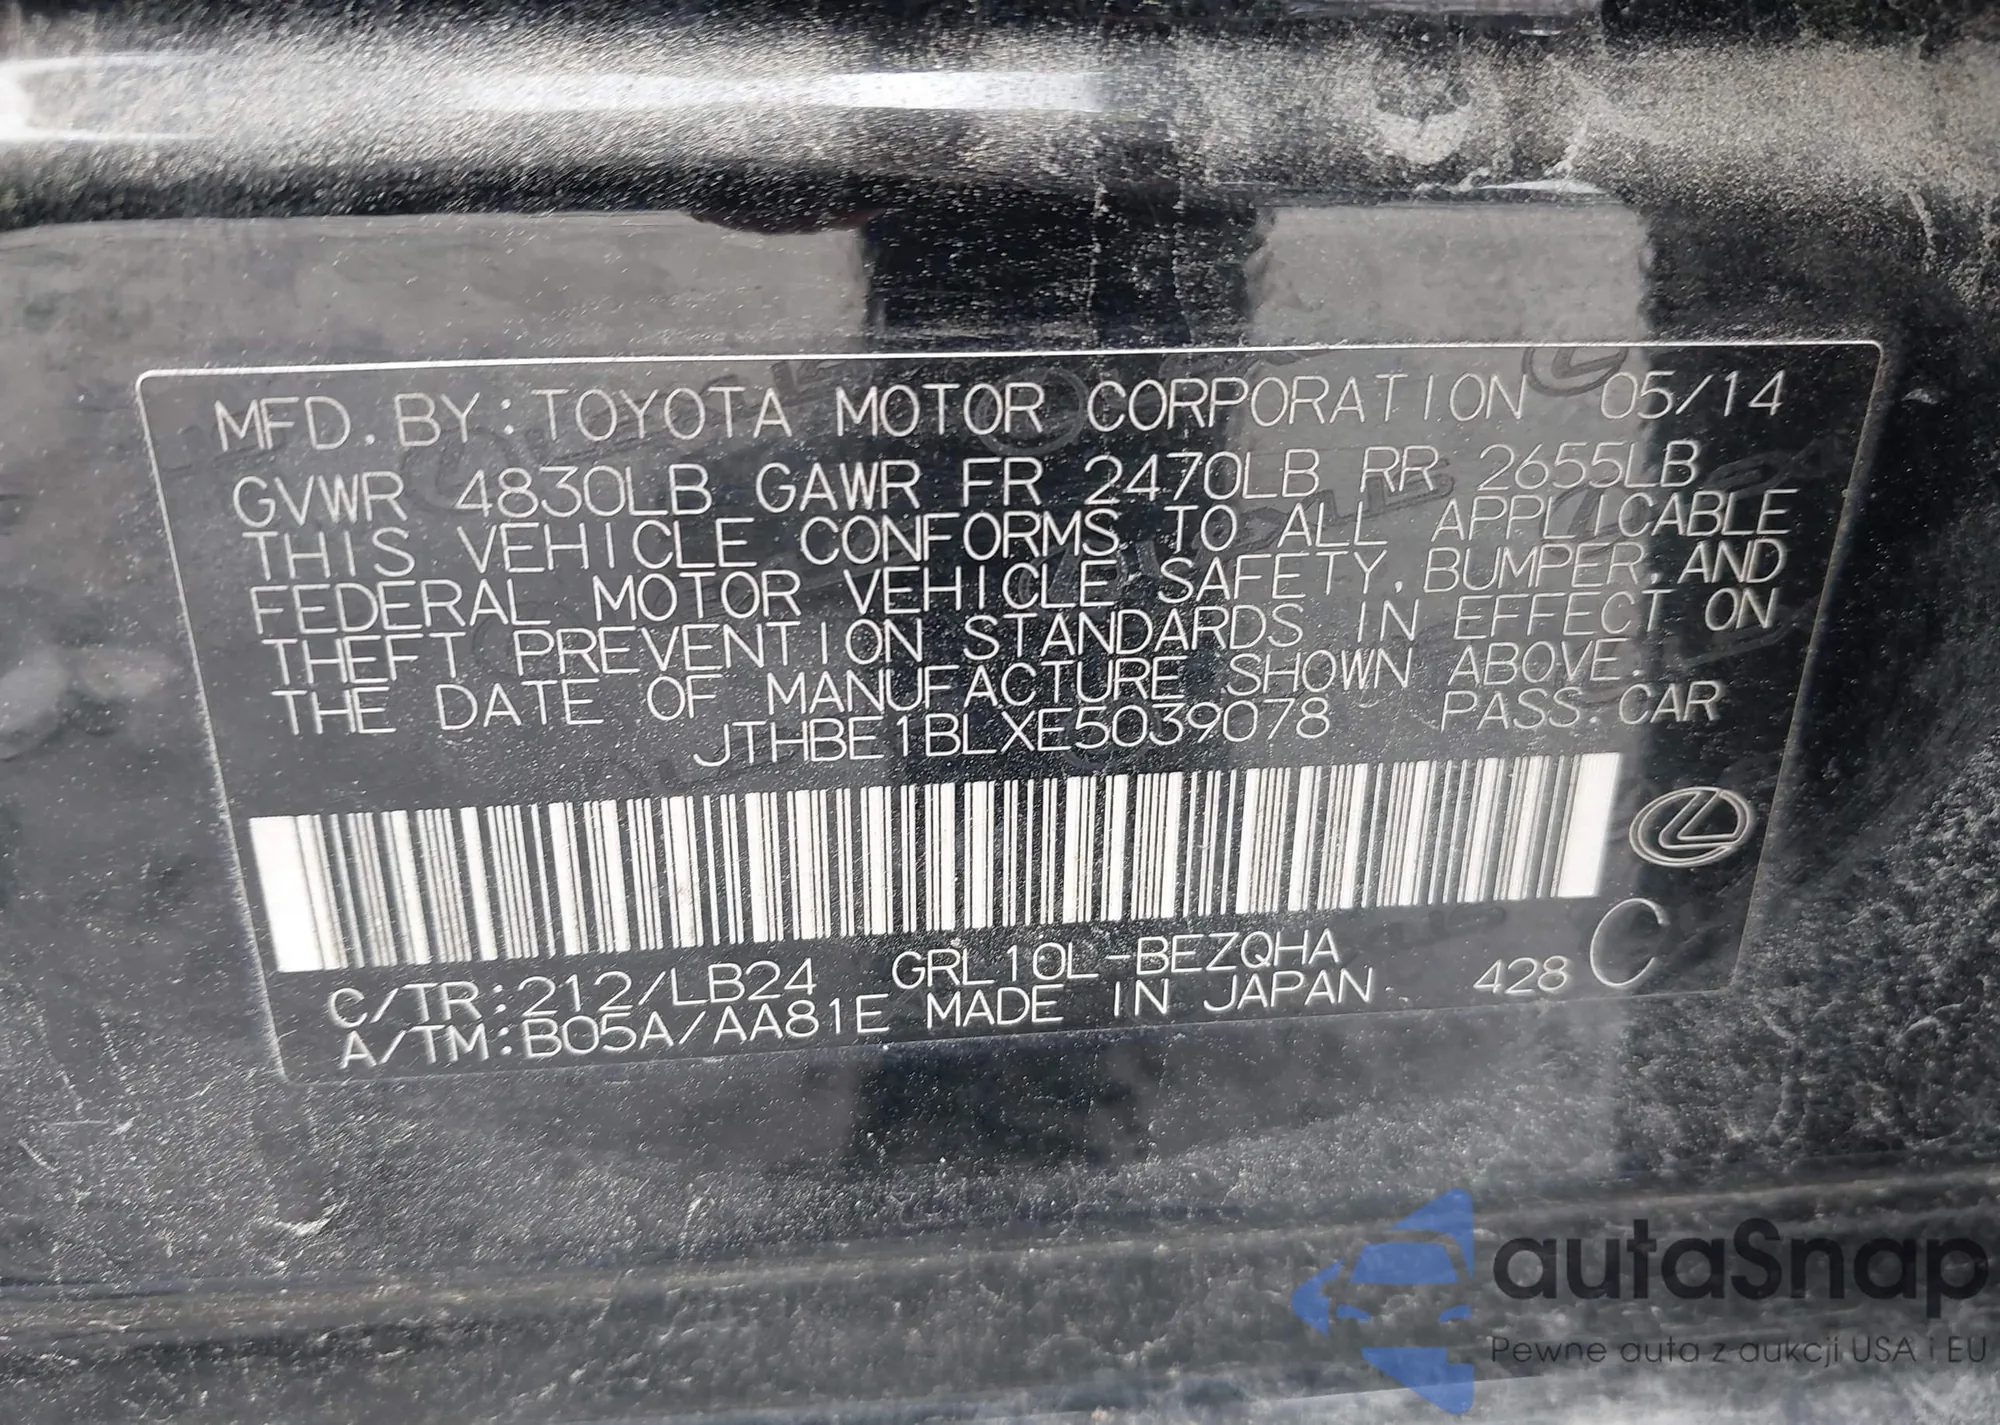 MFD. BY: TOYOTA MOTOR CORPORATION 05/14
GVWR 4830LB GAWR FR 2470LB RR 2655LB
THIS VEHICLE CONFORMS TO ALL APPLICABLE
FEDERAL MOTOR VEHICLE SAFETY, BUMPER, AND
THEFT PREVENTION STANDARDS IN EFFECT ON
THE DATE OF MANUFACTURE SHOWN ABOVE.
JTHBE1BLXE5039078 PASS. CAR
C/TR:212/LB24 GRL10L-BEZQHA
A/TM:B05A/AA81E MADE IN JAPAN 428 C
autaSnap
Pewne auta z aukcji USA i EU